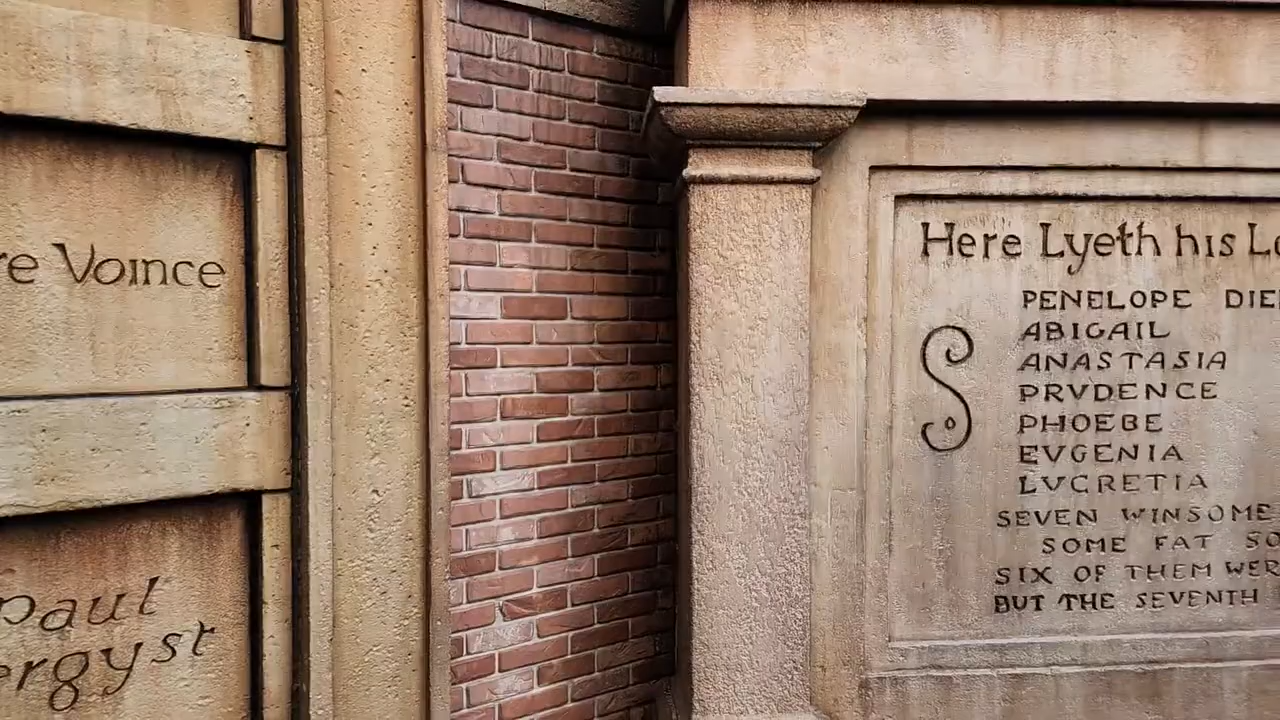 re Voince
paul
ergyst
Here Lyeth his Lo
S
PENELOPE DIE
ABIGAIL
ANASTASIA
PRVDENCE
PHOEBE
EVGENIA
LVCRETIA
SEVEN WINSOME
SOME FAT SO
SIX OF THEM WER
BUT THE SEVENTH